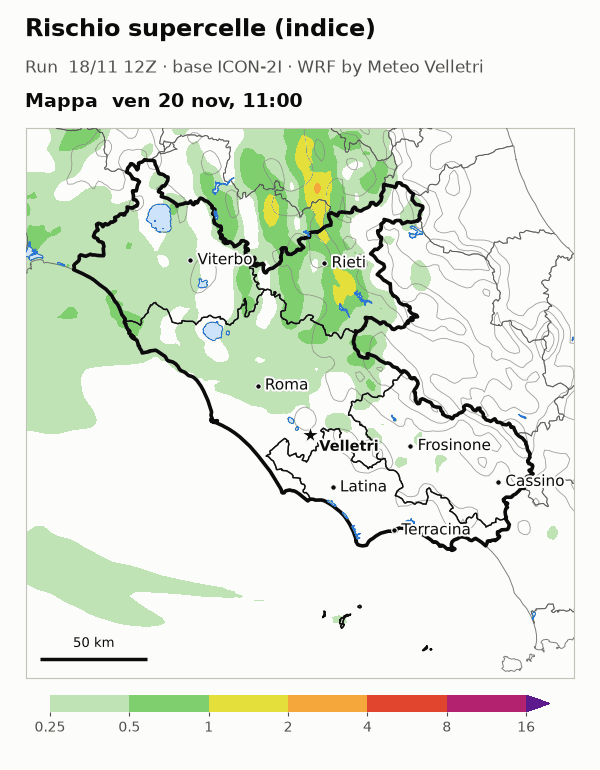 Rischio supercelle (indice)
Run  18/11 12Z · base ICON-2I · WRF by Meteo Velletri
Mappa  ven 20 nov, 11:00
Viterbo
Rieti
Roma
Velletri
Frosinone
Latina
Cassino
Terracina
50 km
0.25 0.5 1 2 4 8 16